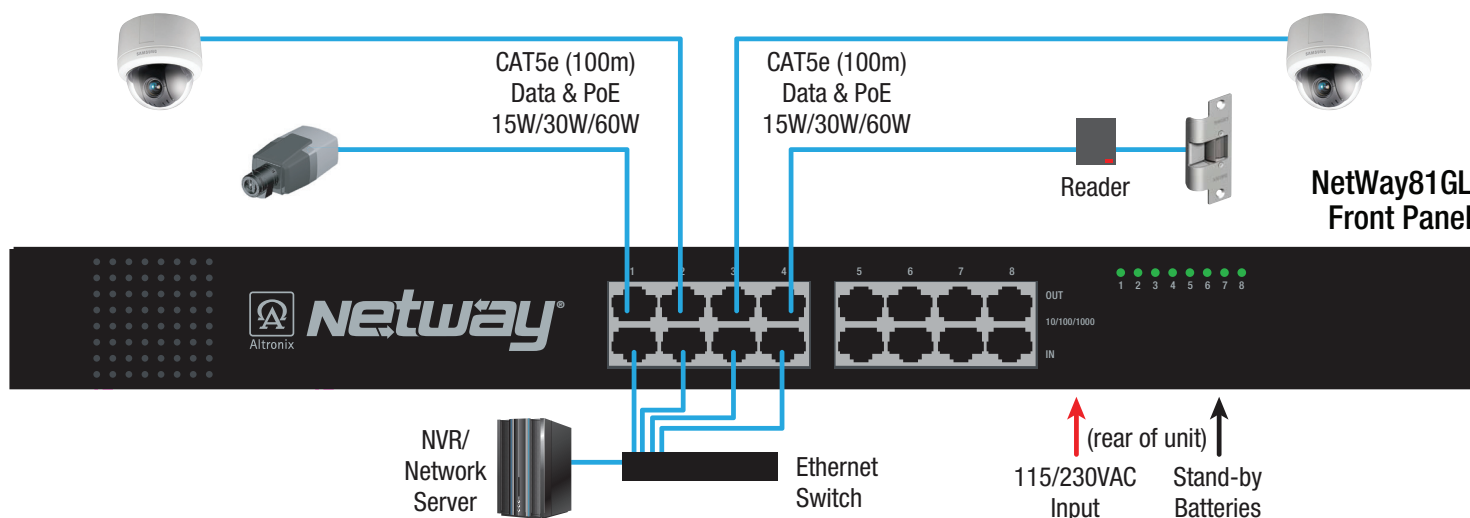 CAT5e (100m)
Data & PoE
15W/30W/60W
CAT5e (100m)
Data & PoE
15W/30W/60W
Reader
NetWay81GL
Front Panel
1 2 3 4
5 6 7 8
OUT
10/100/1000
IN
1 2 3 4 5 6 7 8
Altronix
Netway®
NVR/
Network
Server
Ethernet
Switch
(rear of unit)
115/230VAC
Input
Stand-by
Batteries
SAMSUNG
SAMSUNG